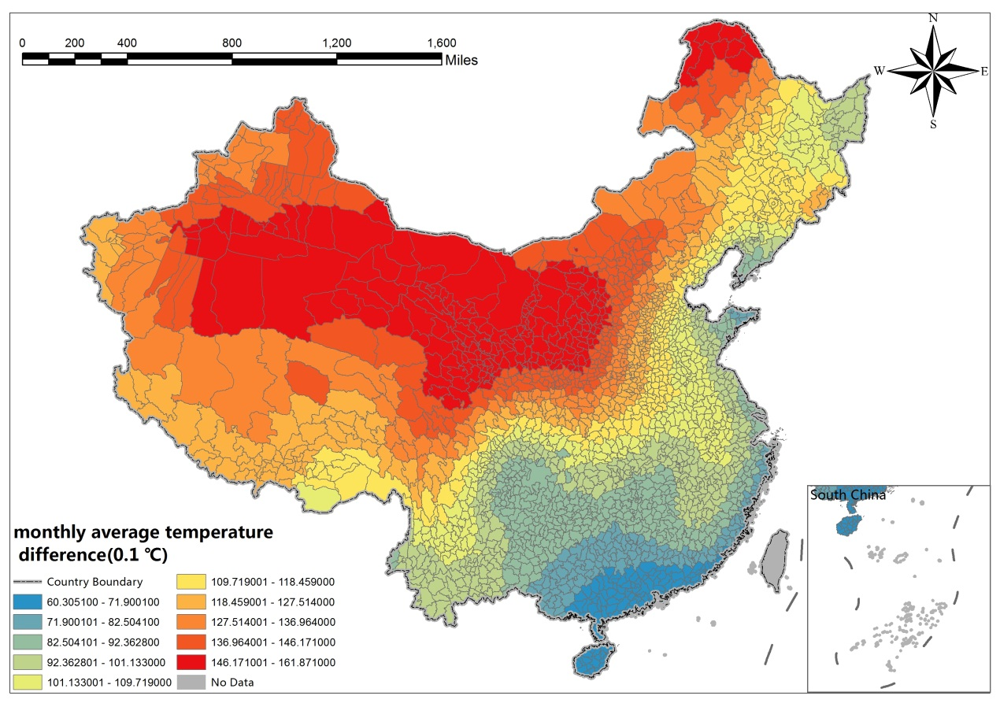 0 200 400 800 1,200 1,600
Miles
N
W E
S
South China
monthly average temperature
difference(0.1 ℃)
Country Boundary
60.305100 - 71.900100
71.900101 - 82.504100
82.504101 - 92.362800
92.362801 - 101.133000
101.133001 - 109.719000
109.719001 - 118.459000
118.459001 - 127.514000
127.514001 - 136.964000
136.964001 - 146.171000
146.171001 - 161.871000
No Data